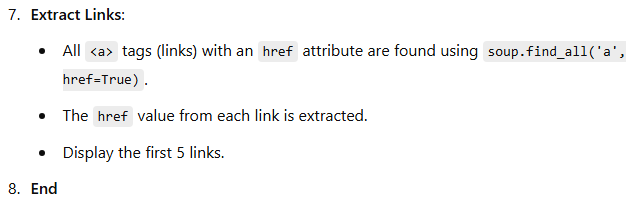 7. Extract Links:
• All <a> tags (links) with an href attribute are found using soup.find_all('a',
href=True).
• The href value from each link is extracted.
• Display the first 5 links.
8. End